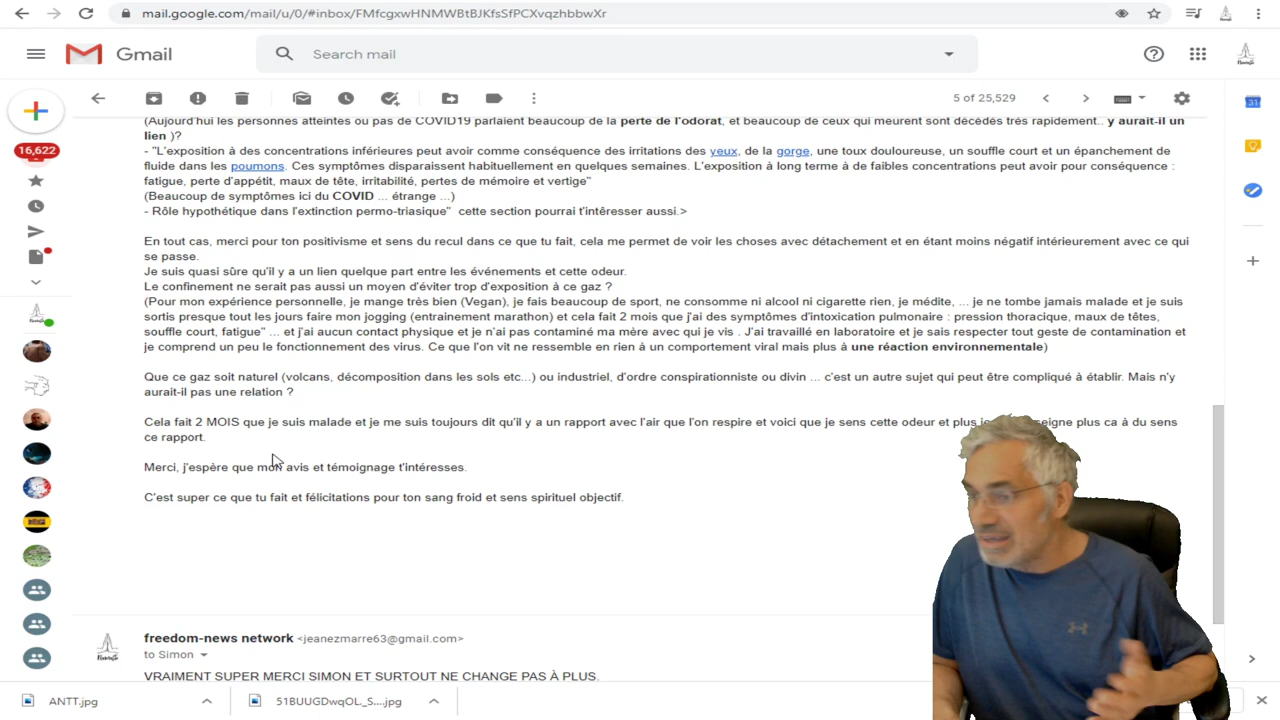 mail.google.com/mail/u/0/#inbox/FMfcgxwHNMWBtBJKfsSfPCXvqzhbbwXr
Gmail
Search mail
5 of 25,529
16,622
(Aujourd'hui les personnes atteintes ou pas de COVID19 parlaient beaucoup de la perte de l'odorat, et beaucoup de ceux qui meurent sont décédés très rapidement.. y aurait-il un
lien )?
- "L'exposition à des concentrations inférieures peut avoir comme conséquence des irritations des yeux, de la gorge, une toux douloureuse, un souffle court et un épanchement de
fluide dans les poumons. Ces symptômes disparaissent habituellement en quelques semaines. L'exposition à long terme à de faibles concentrations peut avoir pour conséquence :
fatigue, perte d'appétit, maux de tête, irritabilité, pertes de mémoire et vertige"
(Beaucoup de symptômes ici du COVID ... étrange ...)
- Rôle hypothétique dans l'extinction permo-triasique" cette section pourrai t'intêresser aussi.>
En tout cas, merci pour ton positivisme et sens du recul dans ce que tu fait, cela me permet de voir les choses avec détachement et en étant moins négatif intérieurement avec ce qui
se passe.
Je suis quasi sûre qu'il y a un lien quelque part entre les événements et cette odeur.
Le confinement ne serait pas aussi un moyen d'éviter trop d'exposition à ce gaz ?
(Pour mon expérience personnelle, je mange très bien (Vegan), je fais beaucoup de sport, ne consomme ni alcool ni cigarette rien, je médite, ... je ne tombe jamais malade et je suis
sortis presque tout les jours faire mon jogging (entrainement marathon) et cela fait 2 mois que j'ai des symptômes d'intoxication pulmonaire : pression thoracique, maux de têtes,
souffle court, fatigue" ... et j'ai aucun contact physique et je n'ai pas contaminé ma mère avec qui je vis . J'ai travaillé en laboratoire et je sais respecter tout geste de contamination et
je comprend un peu le fonctionnement des virus. Ce que l'on vit ne ressemble en rien à un comportement viral mais plus à une réaction environnementale)
Que ce gaz soit naturel (volcans, décomposition dans les sols etc...) ou industriel, d'ordre conspirationniste ou divin ... c'est un autre sujet qui peut être compliqué à établir. Mais n'y
aurait-il pas une relation ?
Cela fait 2 MOIS que je suis malade et je me suis toujours dit qu'il y a un rapport avec l'air que l'on respire et voici que je sens cette odeur et plus seigne plus ca à du sens
ce rapport.
Merci, j'espère que mon avis et témoignage t'intéresses.
C'est super ce que tu fait et félicitations pour ton sang froid et sens spirituel objectif.
freedom-news network <jeanezmarre63@gmail.com>
to Simon
VRAIMENT SUPER MERCI SIMON ET SURTOUT NE CHANGE PAS À PLUS.
ANTT.jpg
51BUUGDwqOL._S....jpg